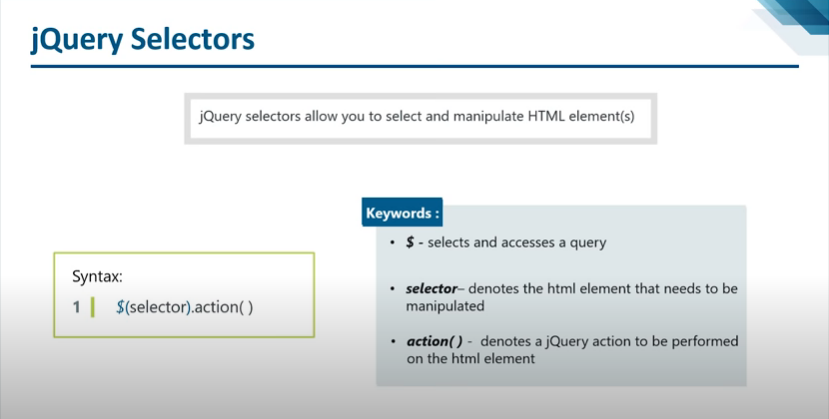 jQuery Selectors
jQuery selectors allow you to select and manipulate HTML element(s)
Syntax:
1 $(selector).action( )
Keywords :
• $ - selects and accesses a query
• selector– denotes the html element that needs to be
manipulated
• action( ) - denotes a jQuery action to be performed
on the html element